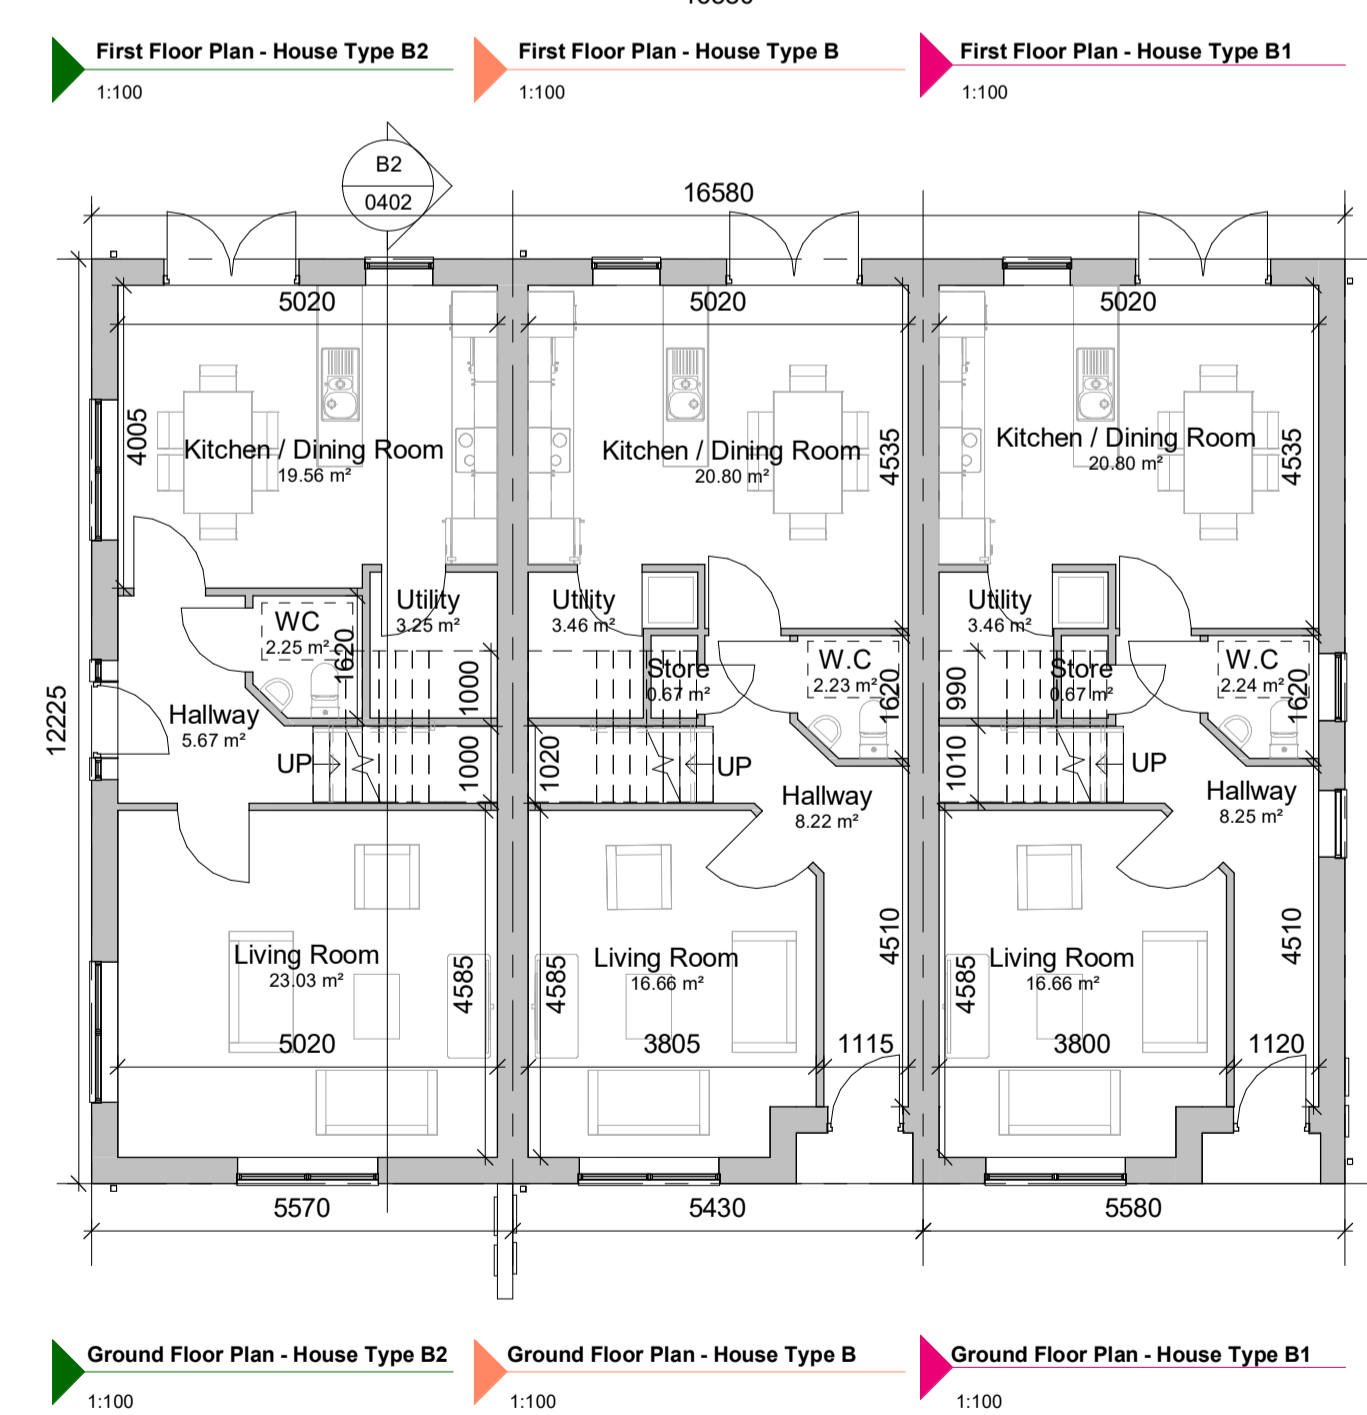 First Floor Plan - House Type B2
1:100
First Floor Plan - House Type B
1:100
First Floor Plan - House Type B1
1:100
B2
0402
16580
5020
5020
5020
4005
Kitchen / Dining Room
19.56 m²
Kitchen / Dining Room
20.80 m²
4535
Kitchen / Dining Room
20.80 m²
4535
12225
WC
2.25 m²
1620
Utility
3.25 m²
1000
Hallway
5.67 m²
UP
1000
Utility
3.46 m²
Store
0.67 m²
W.C
2.23 m²
1620
1020
UP
Hallway
8.22 m²
Utility
3.46 m²
990
Store
0.67 m²
W.C
2.24 m²
1620
1010
UP
Hallway
8.25 m²
Living Room
23.03 m²
4585
5020
4585
Living Room
16.66 m²
3805
4510
1115
4585
Living Room
16.66 m²
3800
4510
1120
5570
5430
5580
Ground Floor Plan - House Type B2
1:100
Ground Floor Plan - House Type B
1:100
Ground Floor Plan - House Type B1
1:100